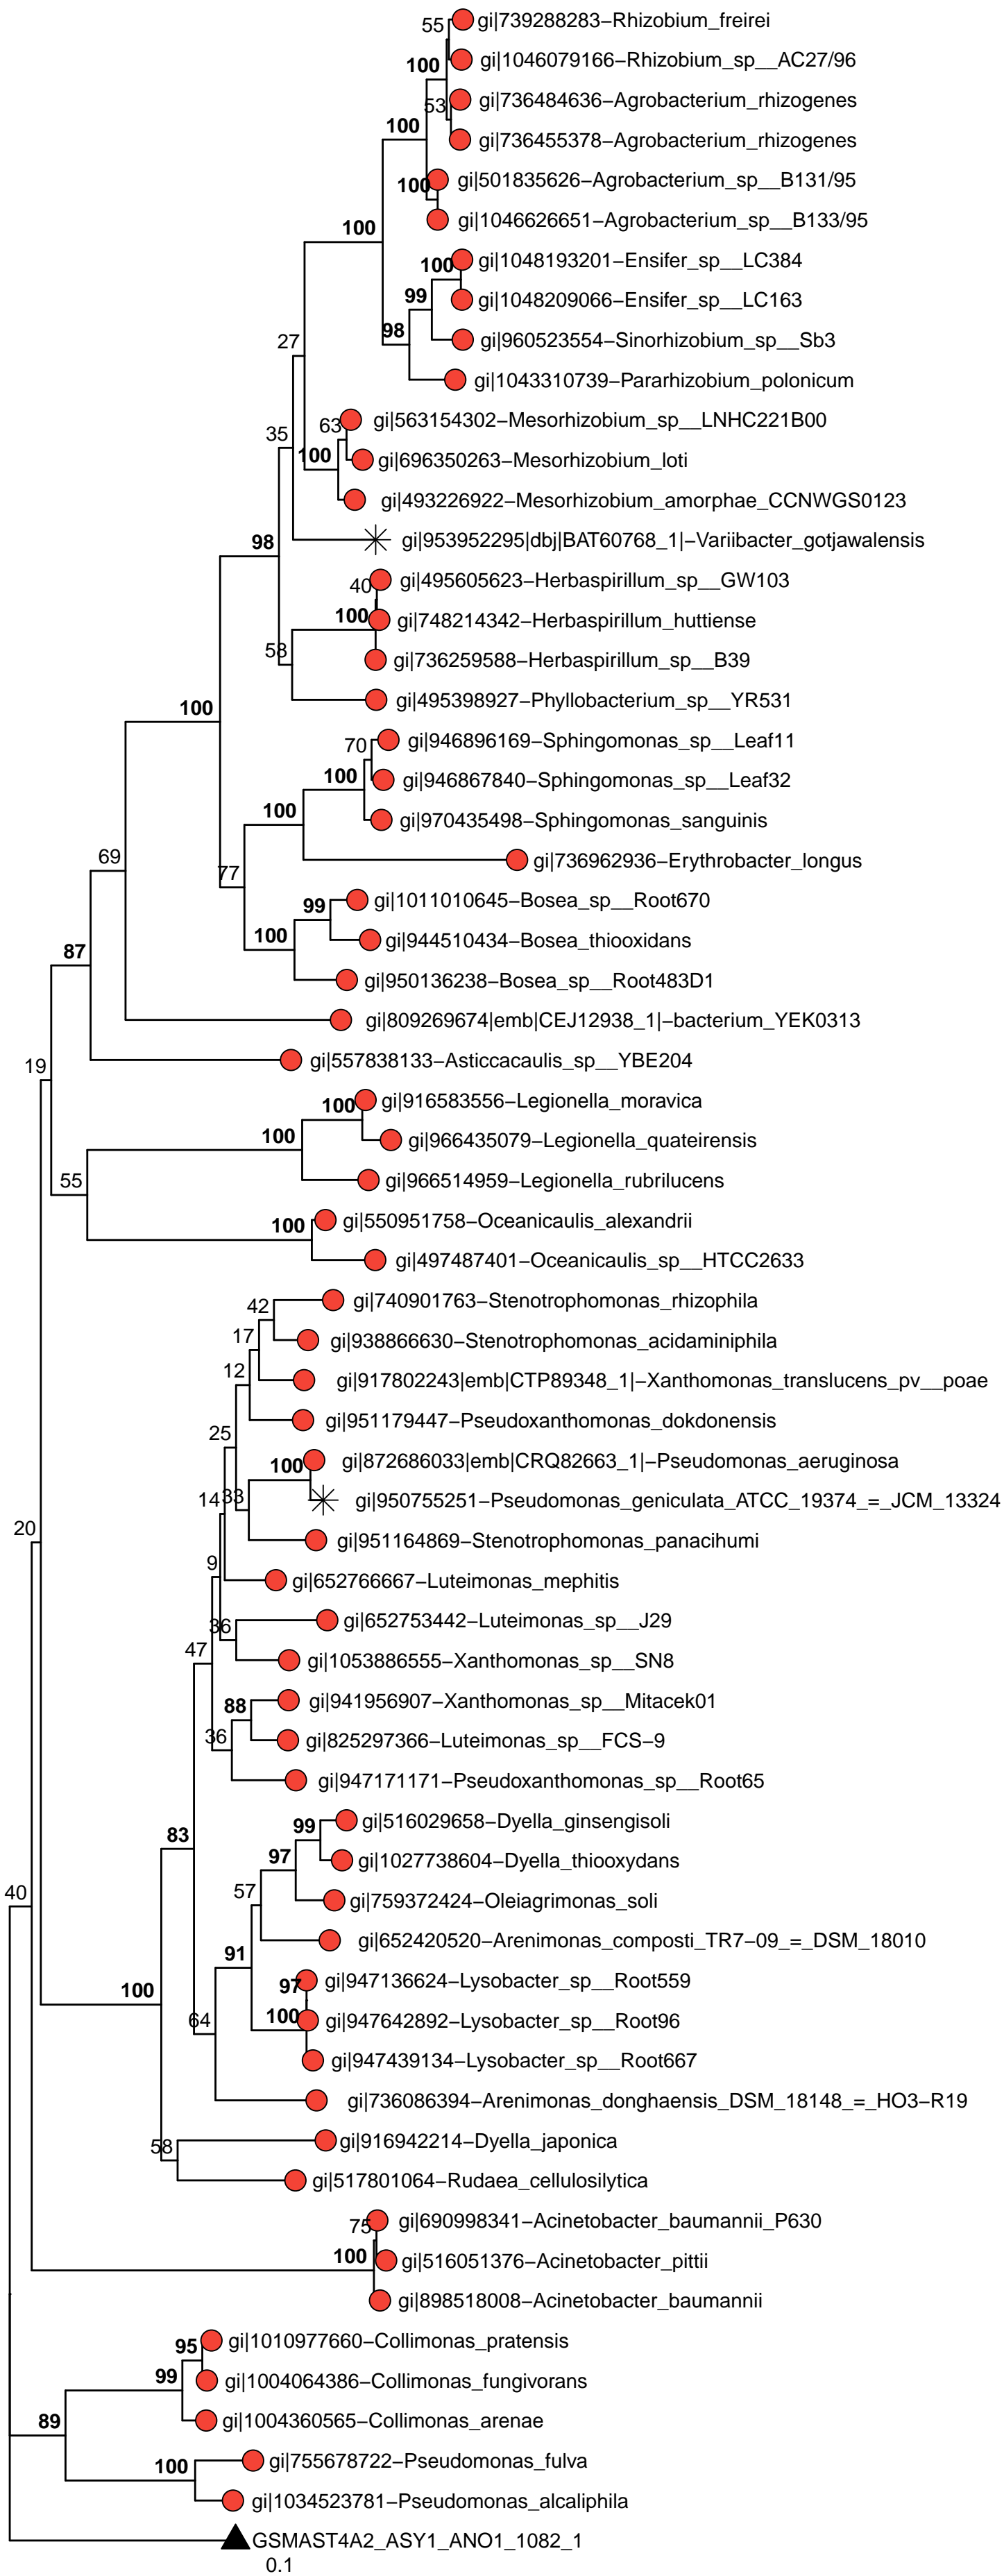 55
gi|739288283–Rhizobium_freirei
gi|1046079166–Rhizobium_sp__AC27/96
100
gi|736484636–Agrobacterium_rhizogenes
53
gi|736455378–Agrobacterium_rhizogenes
100
gi|501835626–Agrobacterium_sp__B131/95
100
gi|1046626651–Agrobacterium_sp__B133/95
100
gi|1048193201–Ensifer_sp__LC384
100
gi|1048209066–Ensifer_sp__LC163
99
gi|960523554–Sinorhizobium_sp__Sb3
98
gi|1043310739–Pararhizobium_polonicum
27
gi|563154302–Mesorhizobium_sp__LNHC221B00
63
35
gi|696350263–Mesorhizobium_loti
100
gi|493226922–Mesorhizobium_amorphae_CCNWGS0123
98
gi|953952295|dbj|BAT60768_1|–Variibacter_gotjawalensis
gi|495605623–Herbaspirillum_sp__GW103
40
100
gi|748214342–Herbaspirillum_huttiense
58
gi|736259588–Herbaspirillum_sp__B39
gi|495398927–Phyllobacterium_sp__YR531
100
gi|946896169–Sphingomonas_sp__Leaf11
70
100
gi|946867840–Sphingomonas_sp__Leaf32
100
gi|970435498–Sphingomonas_sanguinis
69
gi|736962936–Erythrobacter_longus
77
gi|1011010645–Bosea_sp__Root670
99
100
gi|944510434–Bosea_thiooxidans
87
gi|950136238–Bosea_sp__Root483D1
gi|809269674|emb|CEJ12938_1|–bacterium_YEK0313
gi|557838133–Asticcacaulis_sp__YBE204
19
gi|916583556–Legionella_moravica
100
100
gi|966435079–Legionella_quateirensis
55
gi|966514959–Legionella_rubrilucens
100
gi|550951758–Oceanicaulis_alexandrii
gi|497487401–Oceanicaulis_sp__HTCC2633
42
gi|740901763–Stenotrophomonas_rhizophila
17
gi|938866630–Stenotrophomonas_acidaminiphila
12
gi|917802243|emb|CTP89348_1|–Xanthomonas_translucens_pv__poae
25
gi|951179447–Pseudoxanthomonas_dokdonensis
100
gi|872686033|emb|CRQ82663_1|–Pseudomonas_aeruginosa
14
33
gi|950755251–Pseudomonas_geniculata_ATCC_19374_=_JCM_13324
20
gi|951164869–Stenotrophomonas_panacihumi
9
gi|652766667–Luteimonas_mephitis
36
gi|652753442–Luteimonas_sp__J29
47
gi|1053886555–Xanthomonas_sp__SN8
88
gi|941956907–Xanthomonas_sp__Mitacek01
36
gi|825297366–Luteimonas_sp__FCS-9
gi|947171171–Pseudoxanthomonas_sp__Root65
83
99
gi|516029658–Dyella_ginsengisoli
97
gi|1027738604–Dyella_thiooxydans
40
57
gi|759372424–Oleiagrimonas_soli
91
gi|652420520–Arenimonas_composti_TR7-09_=_DSM_18010
100
97
gi|947136624–Lysobacter_sp__Root559
64
100
gi|947642892–Lysobacter_sp__Root96
gi|947439134–Lysobacter_sp__Root667
gi|736086394–Arenimonas_donghaensis_DSM_18148_=_HO3-R19
58
gi|916942214–Dyella_japonica
gi|517801064–Rudaea_cellulosilytica
75
gi|690998341–Acinetobacter_baumannii_P630
100
gi|516051376–Acinetobacter_pittii
gi|898518008–Acinetobacter_baumannii
95
gi|1010977660–Collimonas_pratensis
99
gi|1004064386–Collimonas_fungivorans
89
gi|1004360565–Collimonas_arenae
100
gi|755678722–Pseudomonas_fulva
gi|1034523781–Pseudomonas_alcaliphila
GSMAST4A2_ASY1_ANO1_1082_1
0.1